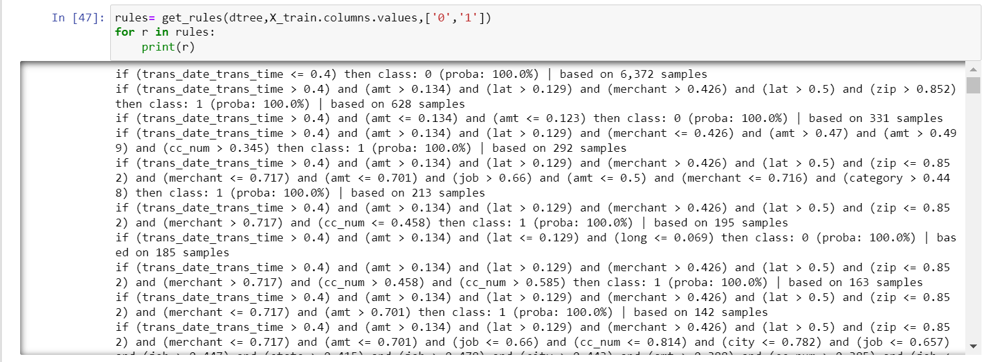 In [47]: rules= get_rules(dtree,X_train.columns.values,['0','1'])
for r in rules:
    print(r)
if (trans_date_trans_time <= 0.4) then class: 0 (proba: 100.0%) | based on 6,372 samples
if (trans_date_trans_time > 0.4) and (amt > 0.134) and (lat > 0.129) and (merchant > 0.426) and (lat > 0.5) and (zip > 0.852)
then class: 1 (proba: 100.0%) | based on 628 samples
if (trans_date_trans_time > 0.4) and (amt <= 0.134) and (amt <= 0.123) then class: 0 (proba: 100.0%) | based on 331 samples
if (trans_date_trans_time > 0.4) and (amt > 0.134) and (lat > 0.129) and (merchant <= 0.426) and (amt > 0.47) and (amt > 0.49
9) and (cc_num > 0.345) then class: 1 (proba: 100.0%) | based on 292 samples
if (trans_date_trans_time > 0.4) and (amt > 0.134) and (lat > 0.129) and (merchant > 0.426) and (lat > 0.5) and (zip <= 0.85
2) and (merchant <= 0.717) and (amt <= 0.701) and (job > 0.66) and (amt <= 0.5) and (merchant <= 0.716) and (category > 0.44
8) then class: 1 (proba: 100.0%) | based on 213 samples
if (trans_date_trans_time > 0.4) and (amt > 0.134) and (lat > 0.129) and (merchant > 0.426) and (lat > 0.5) and (zip <= 0.85
2) and (merchant > 0.717) and (cc_num <= 0.458) then class: 1 (proba: 100.0%) | based on 195 samples
if (trans_date_trans_time > 0.4) and (amt > 0.134) and (lat <= 0.129) and (long <= 0.069) then class: 0 (proba: 100.0%) | bas
ed on 185 samples
if (trans_date_trans_time > 0.4) and (amt > 0.134) and (lat > 0.129) and (merchant > 0.426) and (lat > 0.5) and (zip <= 0.85
2) and (merchant > 0.717) and (cc_num > 0.458) and (cc_num > 0.585) then class: 1 (proba: 100.0%) | based on 163 samples
if (trans_date_trans_time > 0.4) and (amt > 0.134) and (lat > 0.129) and (merchant > 0.426) and (lat > 0.5) and (zip <= 0.85
2) and (merchant <= 0.717) and (amt > 0.701) then class: 1 (proba: 100.0%) | based on 142 samples
if (trans_date_trans_time > 0.4) and (amt > 0.134) and (lat > 0.129) and (merchant > 0.426) and (lat > 0.5) and (zip <= 0.85
2) and (merchant <= 0.717) and (amt <= 0.701) and (job <= 0.66) and (cc_num <= 0.814) and (city <= 0.782) and (job <= 0.657)